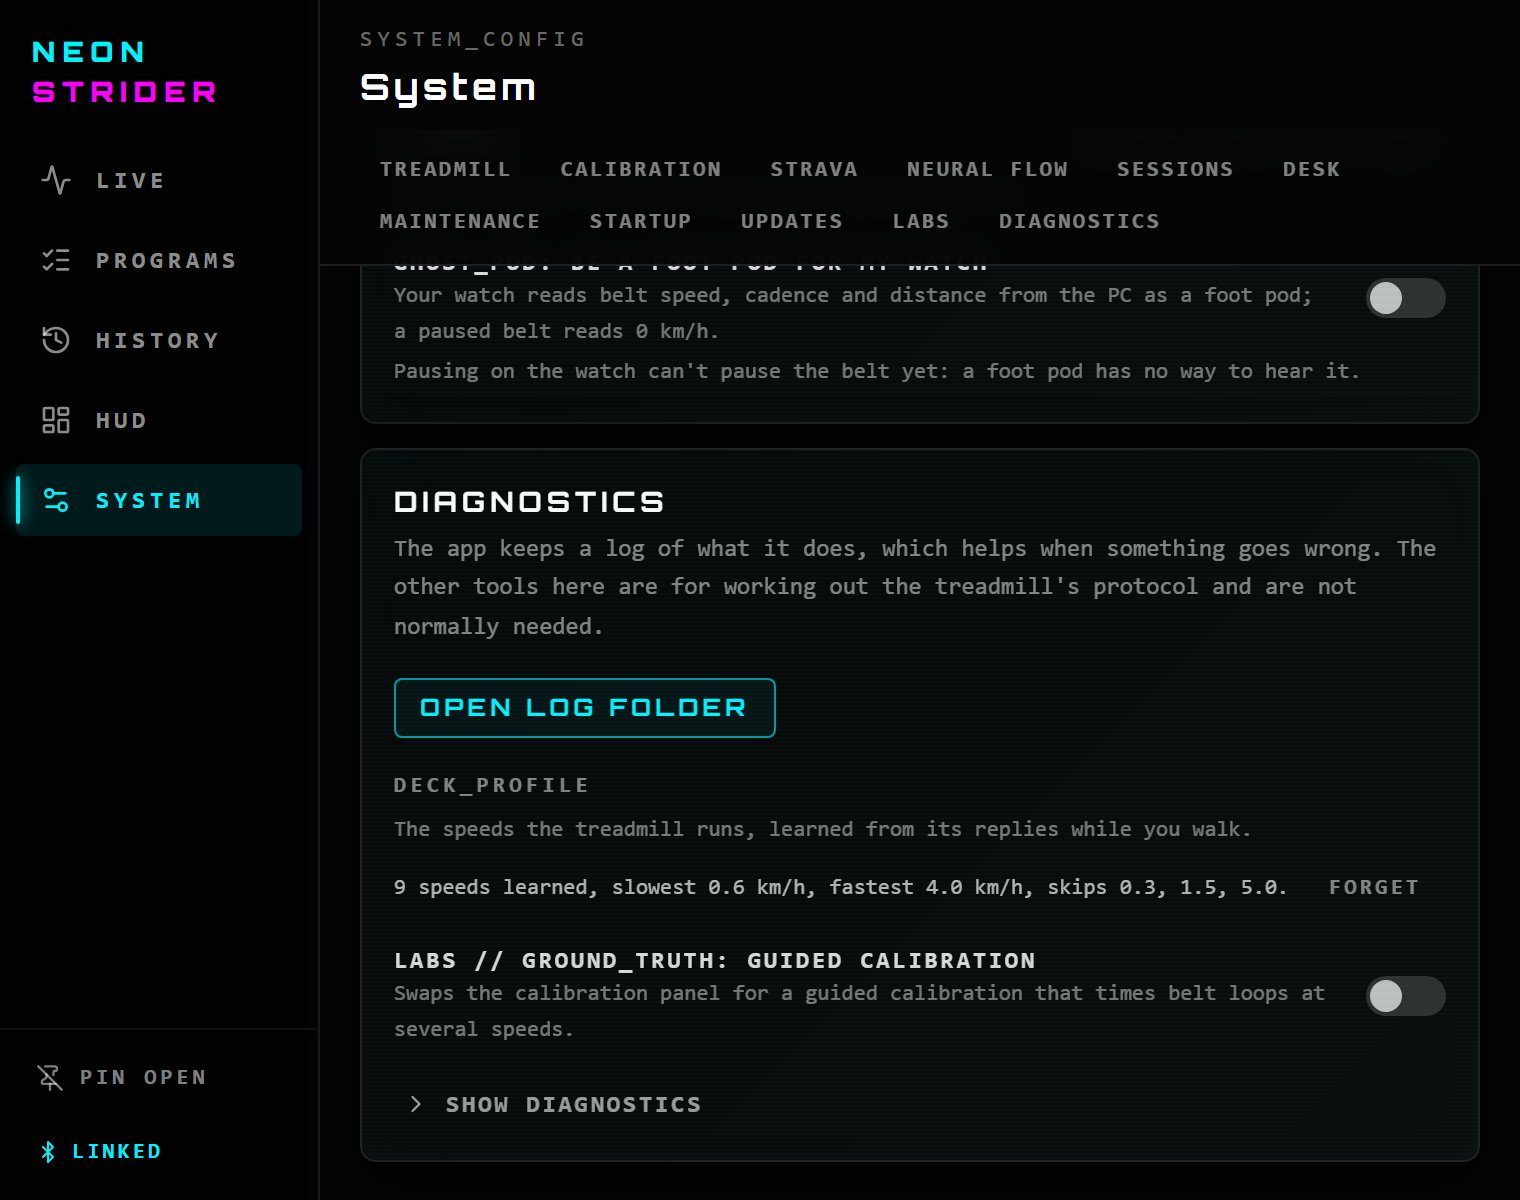 NEON
STRIDER
LIVE
PROGRAMS
HISTORY
HUD
SYSTEM
PIN OPEN
LINKED
SYSTEM_CONFIG
System
TREADMILL CALIBRATION STRAVA NEURAL FLOW SESSIONS DESK
MAINTENANCE STARTUP UPDATES LABS DIAGNOSTICS
GHOST_POD: BE A FOOT POD FOR MY WATCH
Your watch reads belt speed, cadence and distance from the PC as a foot pod;
a paused belt reads 0 km/h.
Pausing on the watch can't pause the belt yet: a foot pod has no way to hear it.
DIAGNOSTICS
The app keeps a log of what it does, which helps when something goes wrong. The
other tools here are for working out the treadmill's protocol and are not
normally needed.
OPEN LOG FOLDER
DECK_PROFILE
The speeds the treadmill runs, learned from its replies while you walk.
9 speeds learned, slowest 0.6 km/h, fastest 4.0 km/h, skips 0.3, 1.5, 5.0. FORGET
LABS // GROUND_TRUTH: GUIDED CALIBRATION
Swaps the calibration panel for a guided calibration that times belt loops at
several speeds.
SHOW DIAGNOSTICS